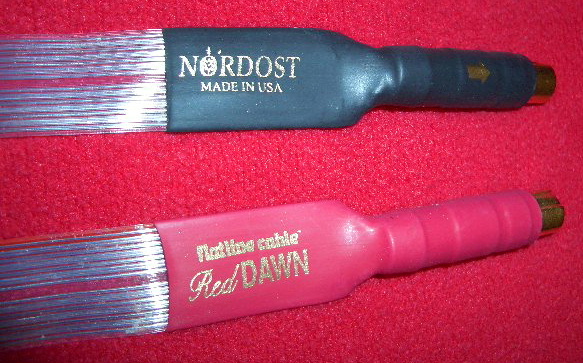 NORDOST
MADE IN USA
flatline cable
Red DAWN